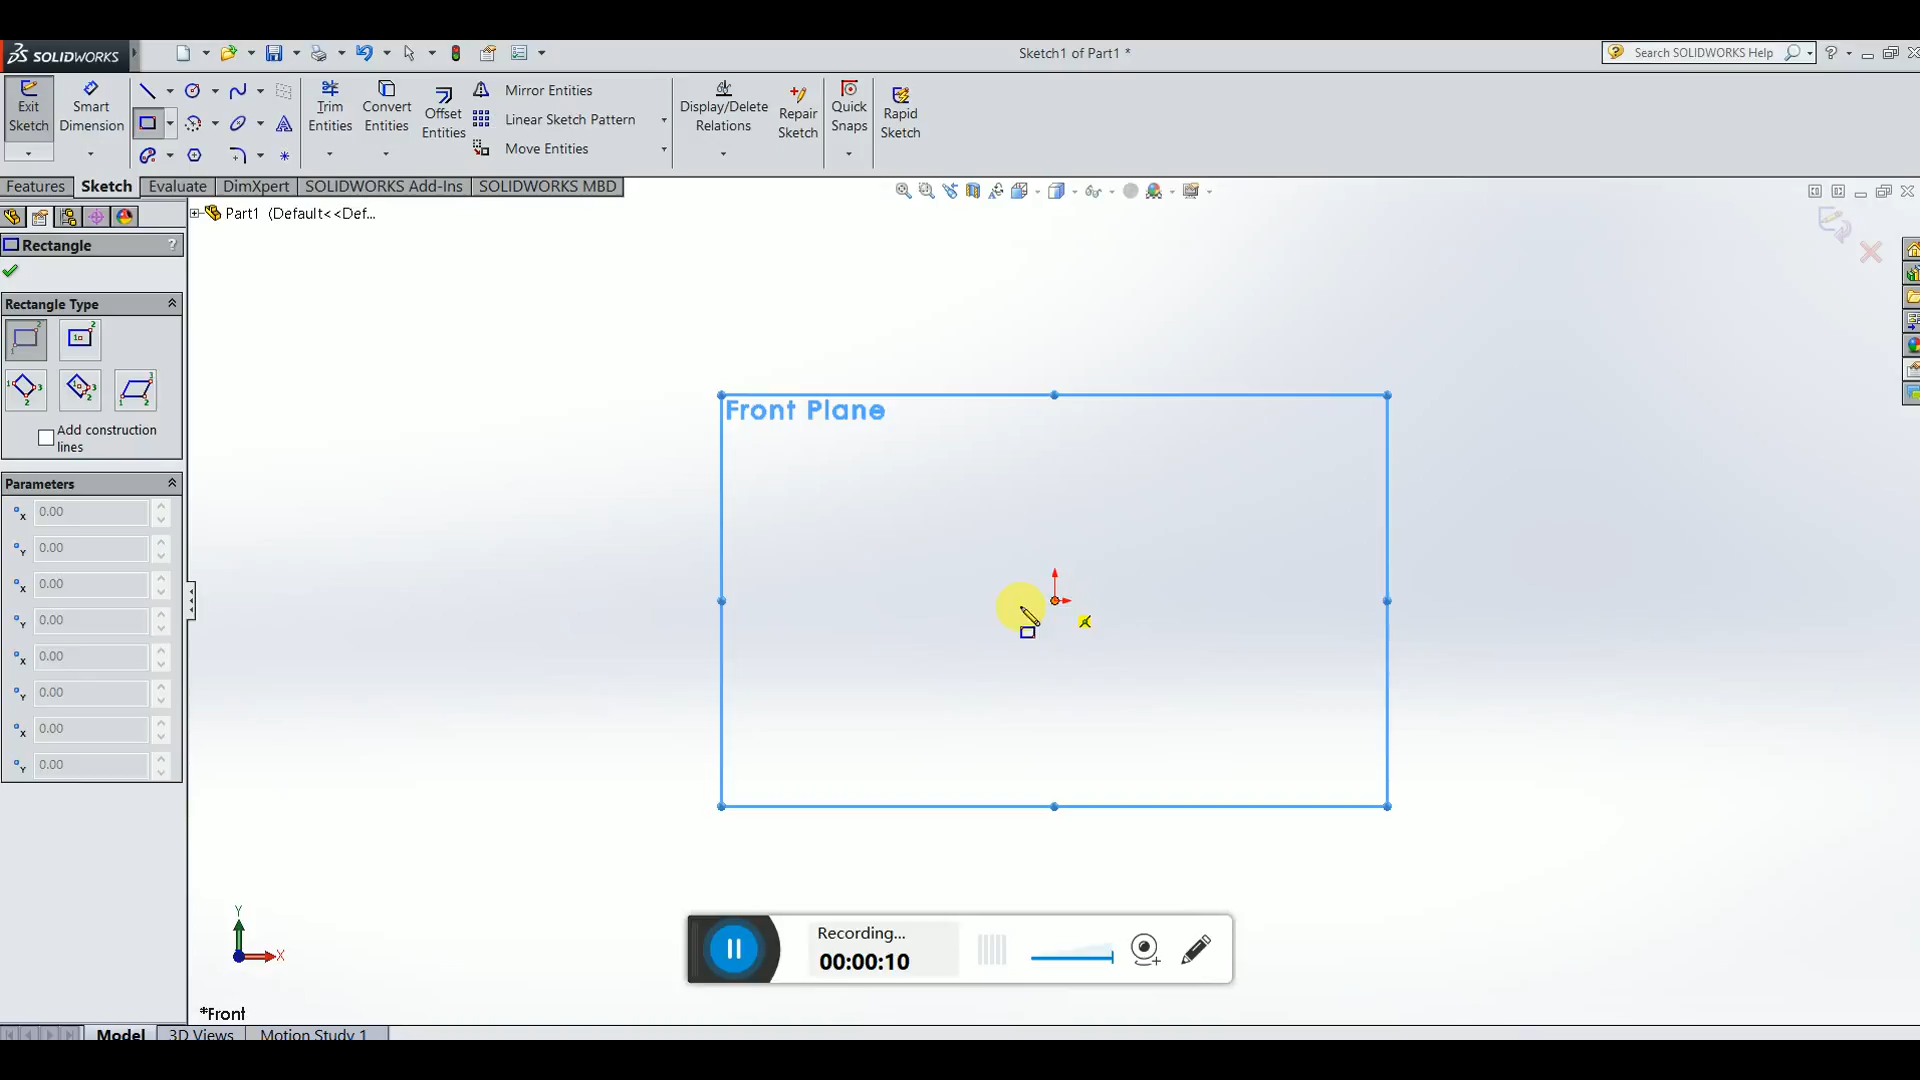 SOLIDWORKS
Sketch1 of Part1 *
Search SOLIDWORKS Help
Exit Sketch
Smart Dimension
Trim Entities
Convert Entities
Offset Entities
Mirror Entities
Linear Sketch Pattern
Move Entities
Display/Delete Relations
Repair Sketch
Quick Snaps
Rapid Sketch
Features Sketch Evaluate DimXpert SOLIDWORKS Add-Ins SOLIDWORKS MBD
Part1 (Default<<Def...
Rectangle ?
Rectangle Type
Add construction
lines
Parameters
X 0.00
Y 0.00
X 0.00
Y 0.00
X 0.00
Y 0.00
X 0.00
Y 0.00
Front Plane
Y
X
*Front
Recording...
00:00:10
Model 3D Views Motion Study 1